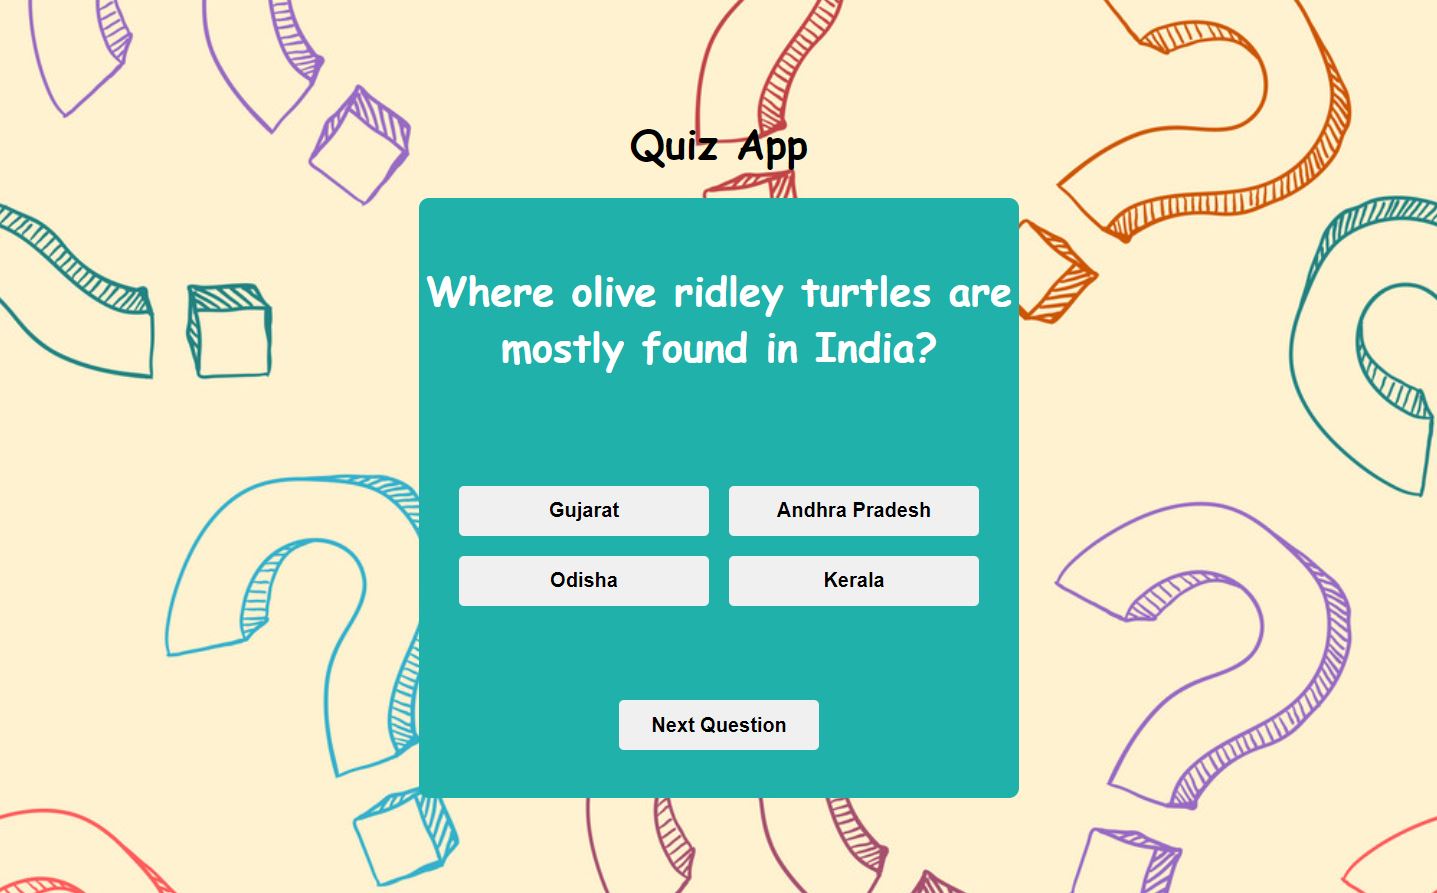 Quiz App
Where olive ridley turtles are
mostly found in India?
Gujarat
Andhra Pradesh
Odisha
Kerala
Next Question